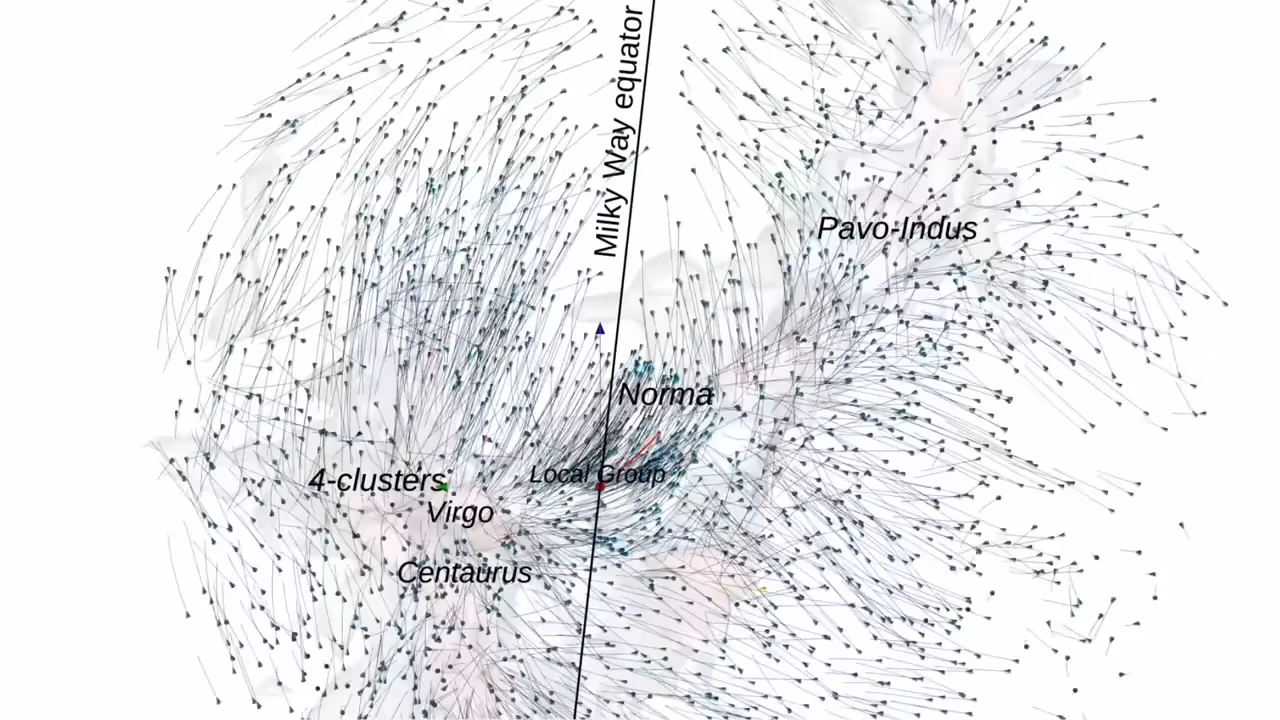 Milky Way equator
Pavo-Indus
Norma
Local Group
4-clusters
Virgo
Centaurus